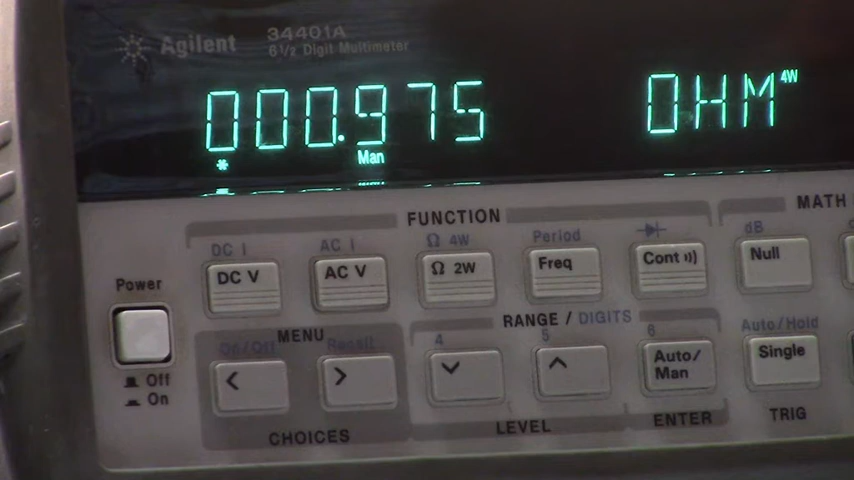 Agilent 34401A
6½ Digit Multimeter
000.975 OHM 4W
* Man
FUNCTION MATH
DC I AC I Ω 4W Period dB
DC V AC V Ω 2W Freq Cont Null
Power
MENU RANGE / DIGITS
On/Off Recall 4 5 6 Auto/Hold
< > Auto/Man Single
Off
On
CHOICES LEVEL ENTER TRIG